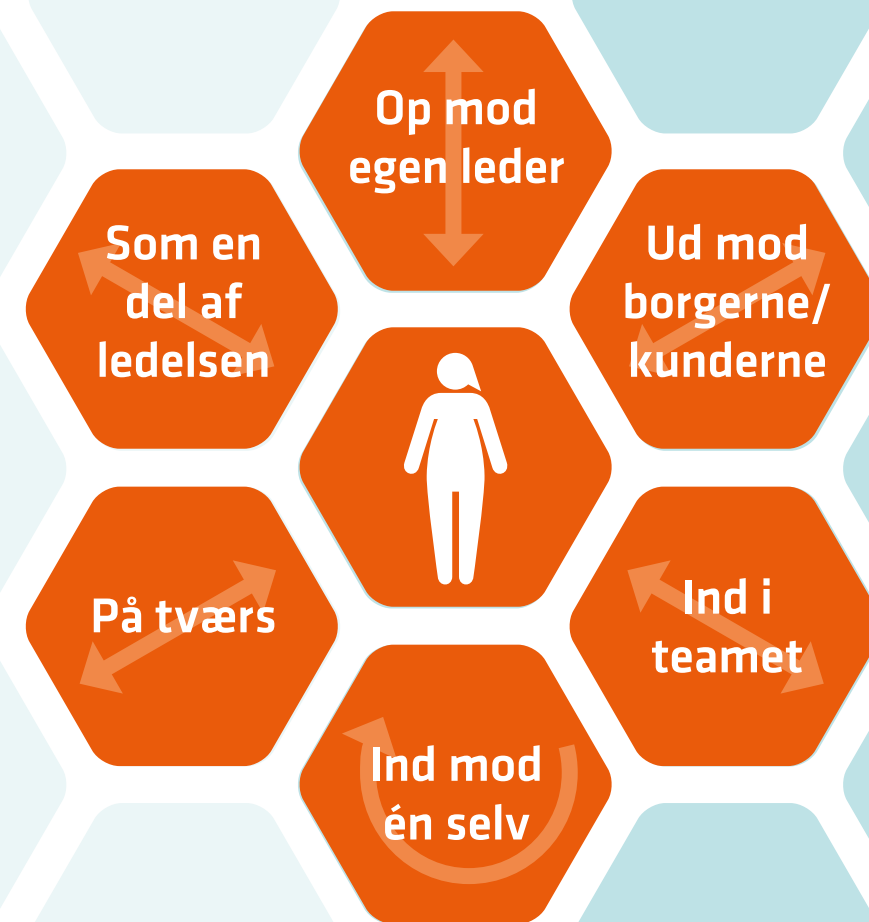 Op mod
egen leder
Som en
del af
ledelsen
Ud mod
borgerne/
kunderne
På tværs
Ind i
teamet
Ind mod
én selv